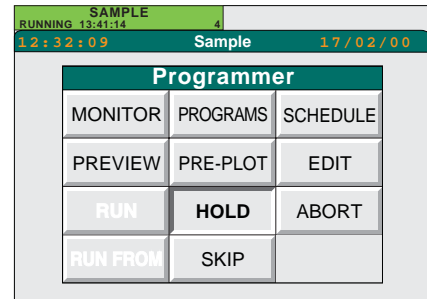 SAMPLE
RUNNING 13:41:14 4
12:32:09 Sample 17/02/00
Programmer
MONITOR PROGRAMS SCHEDULE
PREVIEW PRE-PLOT EDIT
RUN HOLD ABORT
RUN FROM SKIP